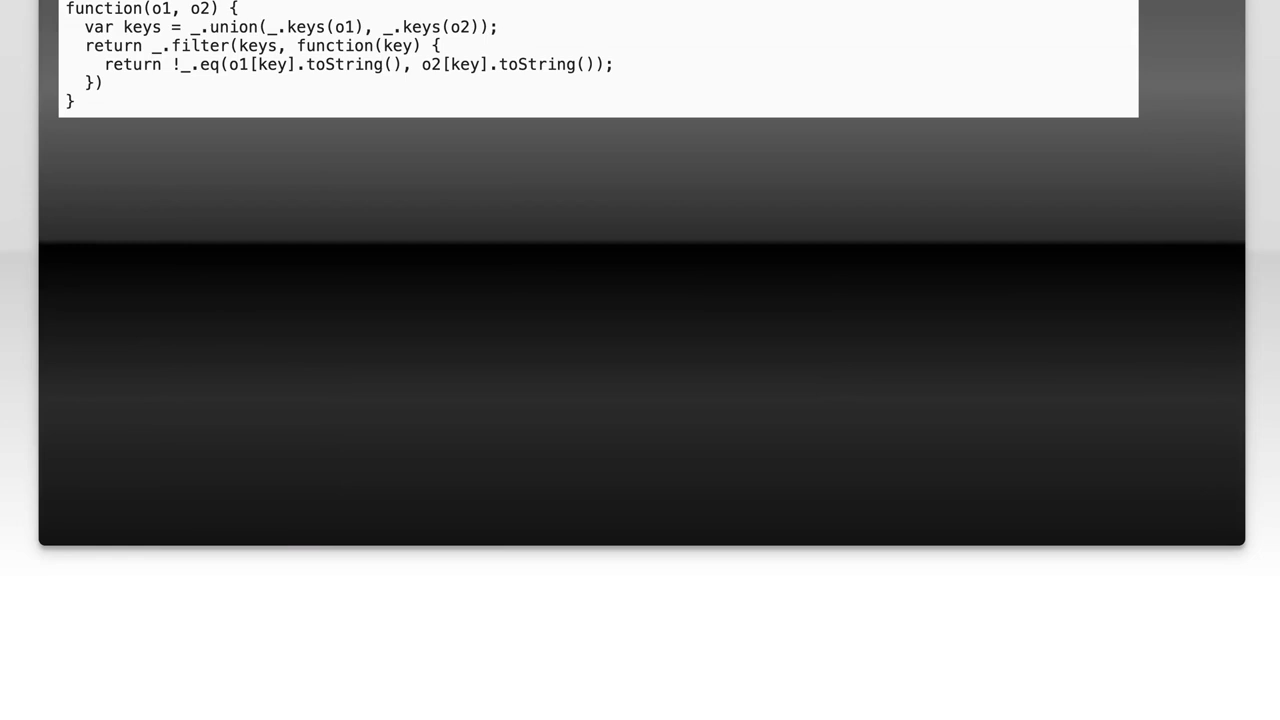 function(o1, o2) {
  var keys = _.union(_.keys(o1), _.keys(o2));
  return _.filter(keys, function(key) {
    return !_.eq(o1[key].toString(), o2[key].toString());
  })
}